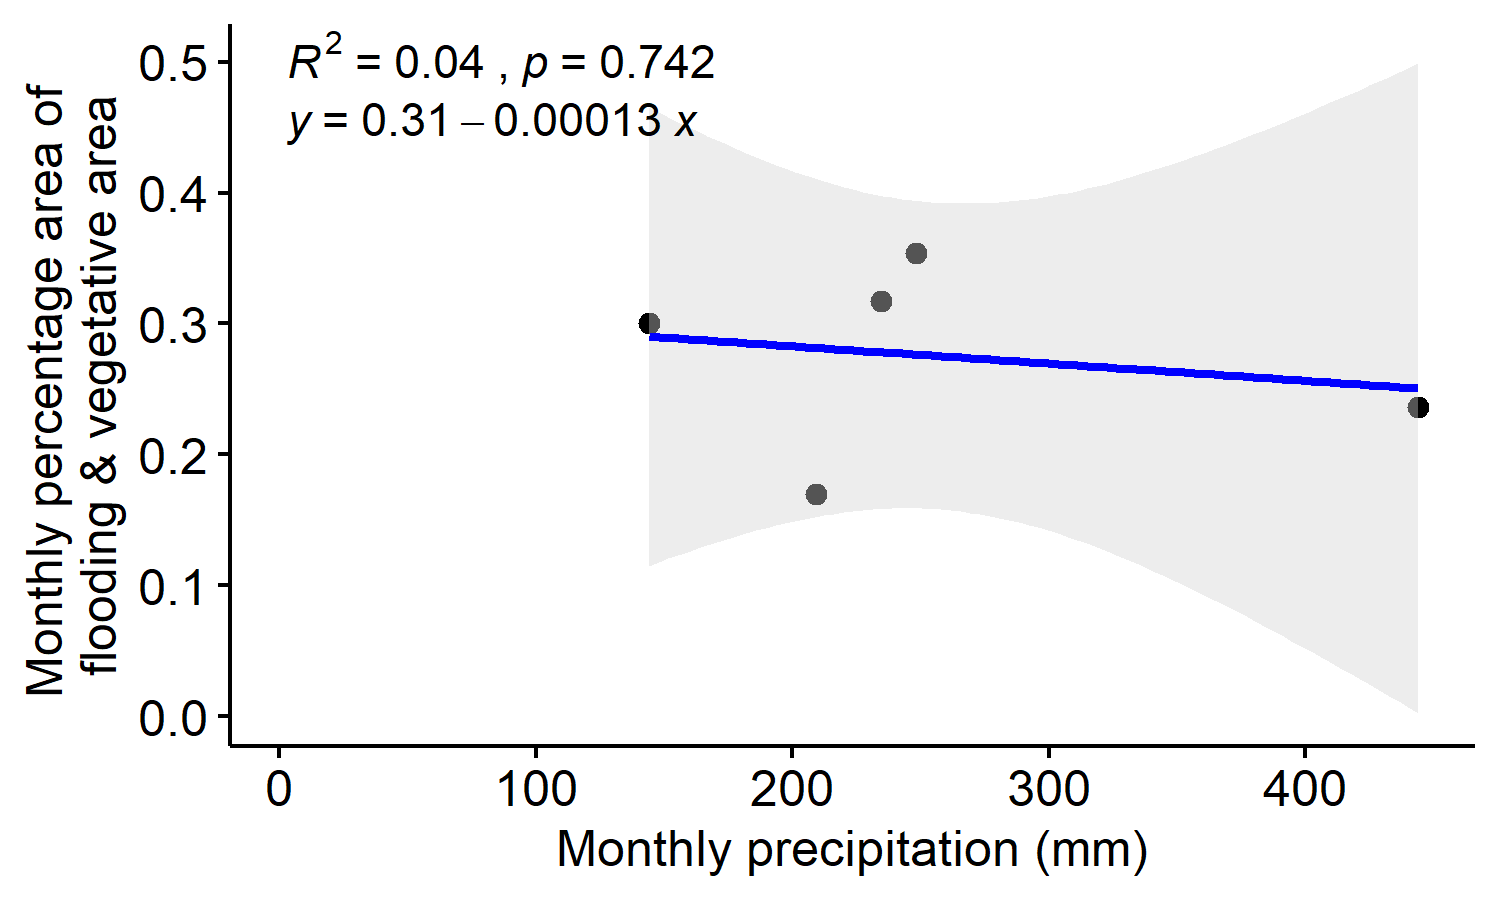 R² = 0.04 , p = 0.742
y = 0.31 – 0.00013 x
Monthly percentage area of
flooding & vegetative area
0.5
0.4
0.3
0.2
0.1
0.0
0 100 200 300 400
Monthly precipitation (mm)